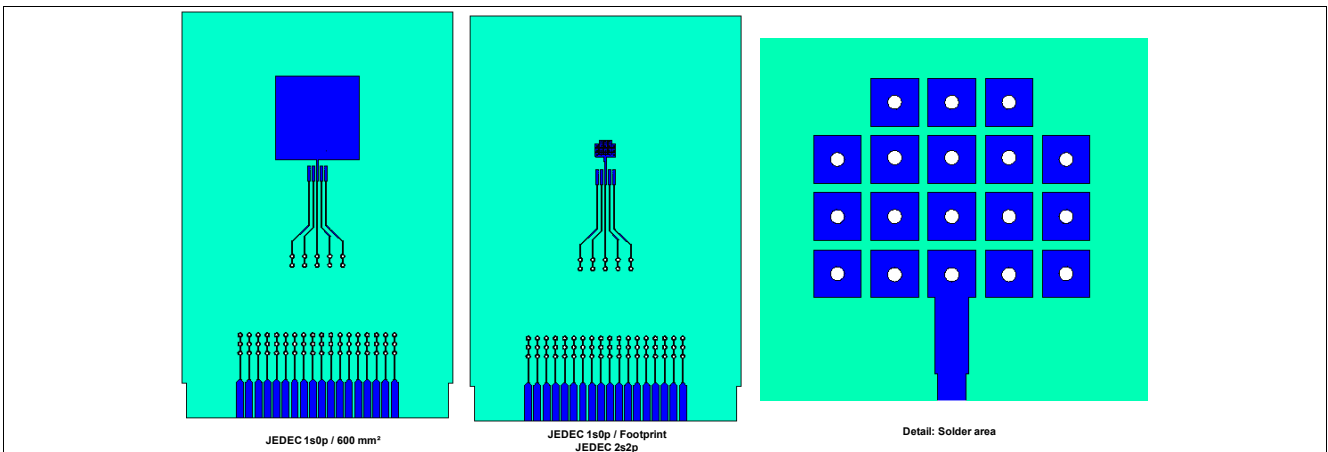 JEDEC 1s0p / 600 mm²
JEDEC 1s0p / Footprint
JEDEC 2s2p
Detail: Solder area